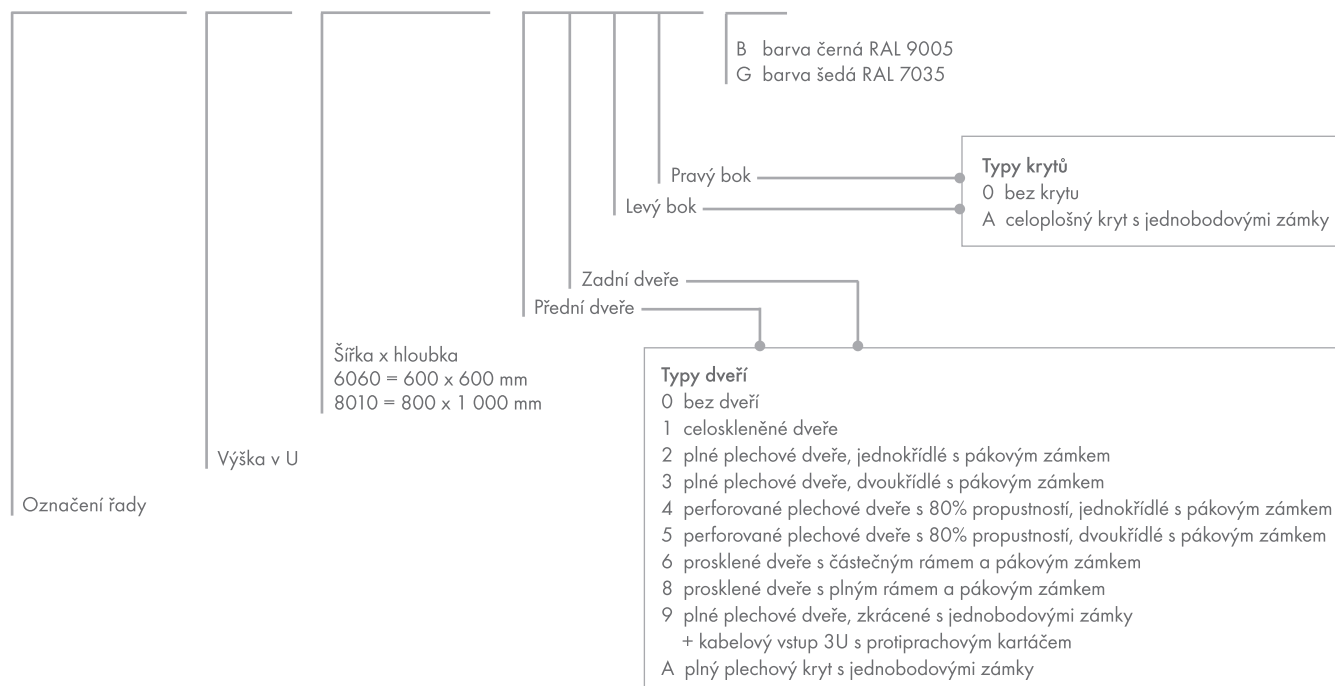 B barva černá RAL 9005
G barva šedá RAL 7035
Pravý bok
Levý bok
Typy krytů
0 bez krytu
A celoplošný kryt s jednobodovými zámky
Zadní dveře
Přední dveře
Šířka x hloubka
6060 = 600 x 600 mm
8010 = 800 x 1 000 mm
Výška v U
Označení řady
Typy dveří
0 bez dveří
1 celoskleněné dveře
2 plné plechové dveře, jednokřídlé s pákovým zámkem
3 plné plechové dveře, dvoukřídlé s pákovým zámkem
4 perforované plechové dveře s 80% propustností, jednokřídlé s pákovým zámkem
5 perforované plechové dveře s 80% propustností, dvoukřídlé s pákovým zámkem
6 prosklené dveře s částečným rámem a pákovým zámkem
8 prosklené dveře s plným rámem a pákovým zámkem
9 plné plechové dveře, zkrácené s jednobodovými zámky
+ kabelový vstup 3U s protiprachovým kartáčem
A plný plechový kryt s jednobodovými zámky